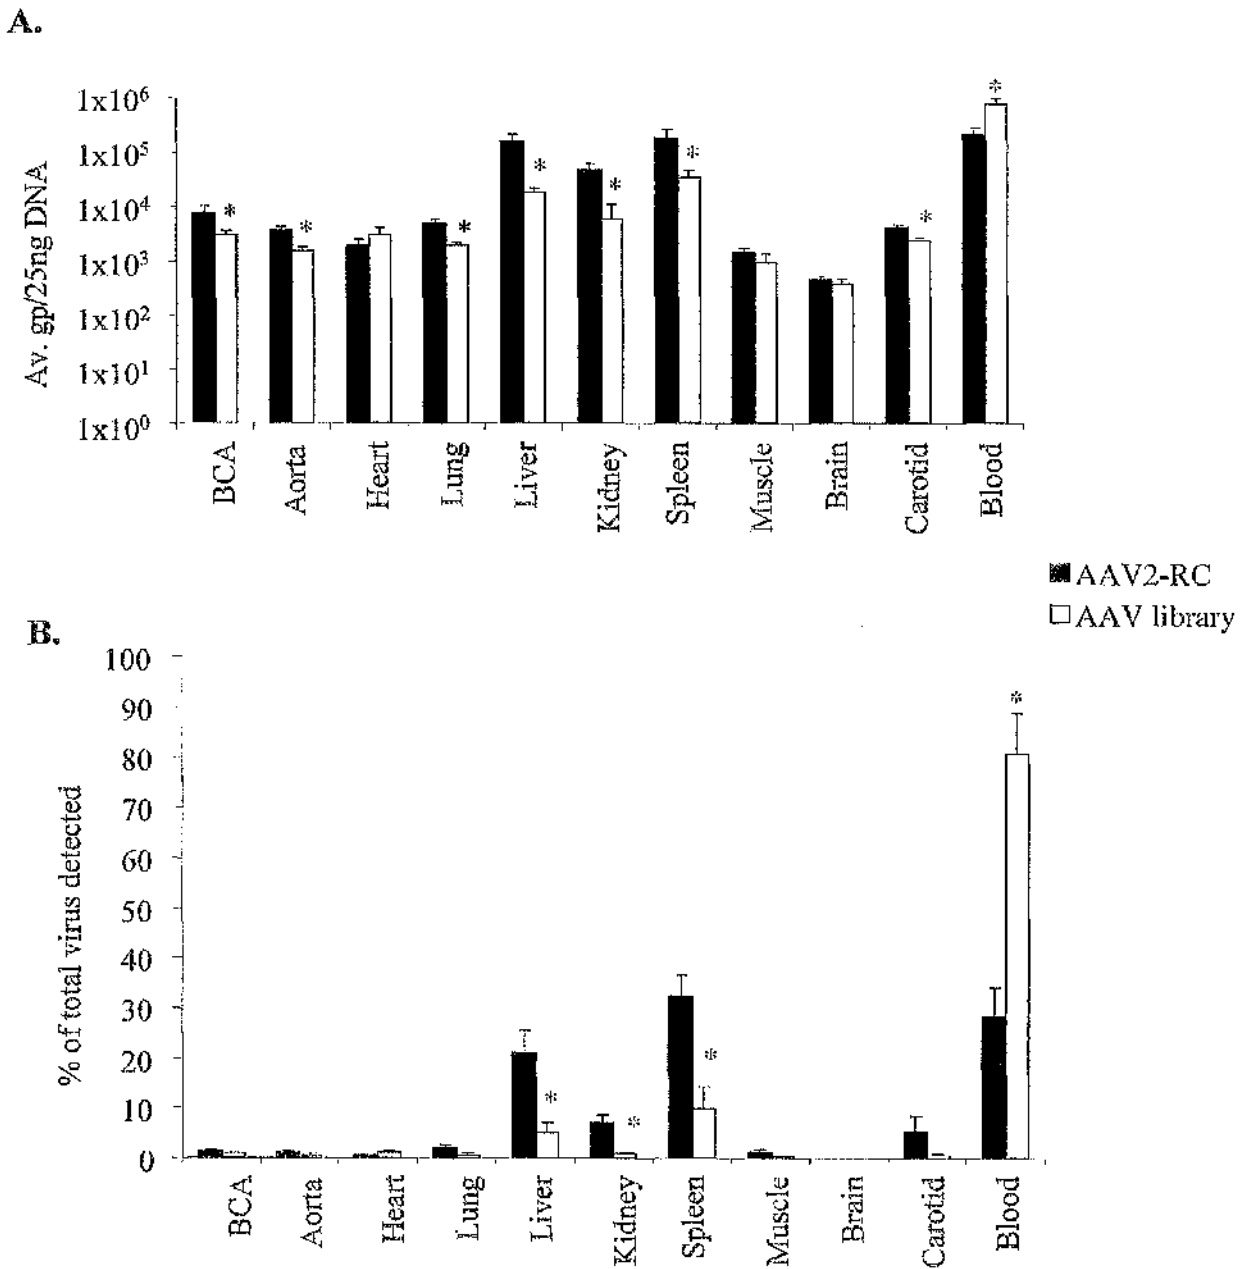 A.
Av. gp/25ng DNA
1x10⁶
1x10⁵
1x10⁴
1x10³
1x10²
1x10¹
1x10⁰
* * * * * * * *
BCA Aorta Heart Lung Liver Kidney Spleen Muscle Brain Carotid Blood
AAV2-RC
AAV library
B.
% of total virus detected
100
90
80
70
60
50
40
30
20
10
0
* * * *
BCA Aorta Heart Lung Liver Kidney Spleen Muscle Brain Carotid Blood